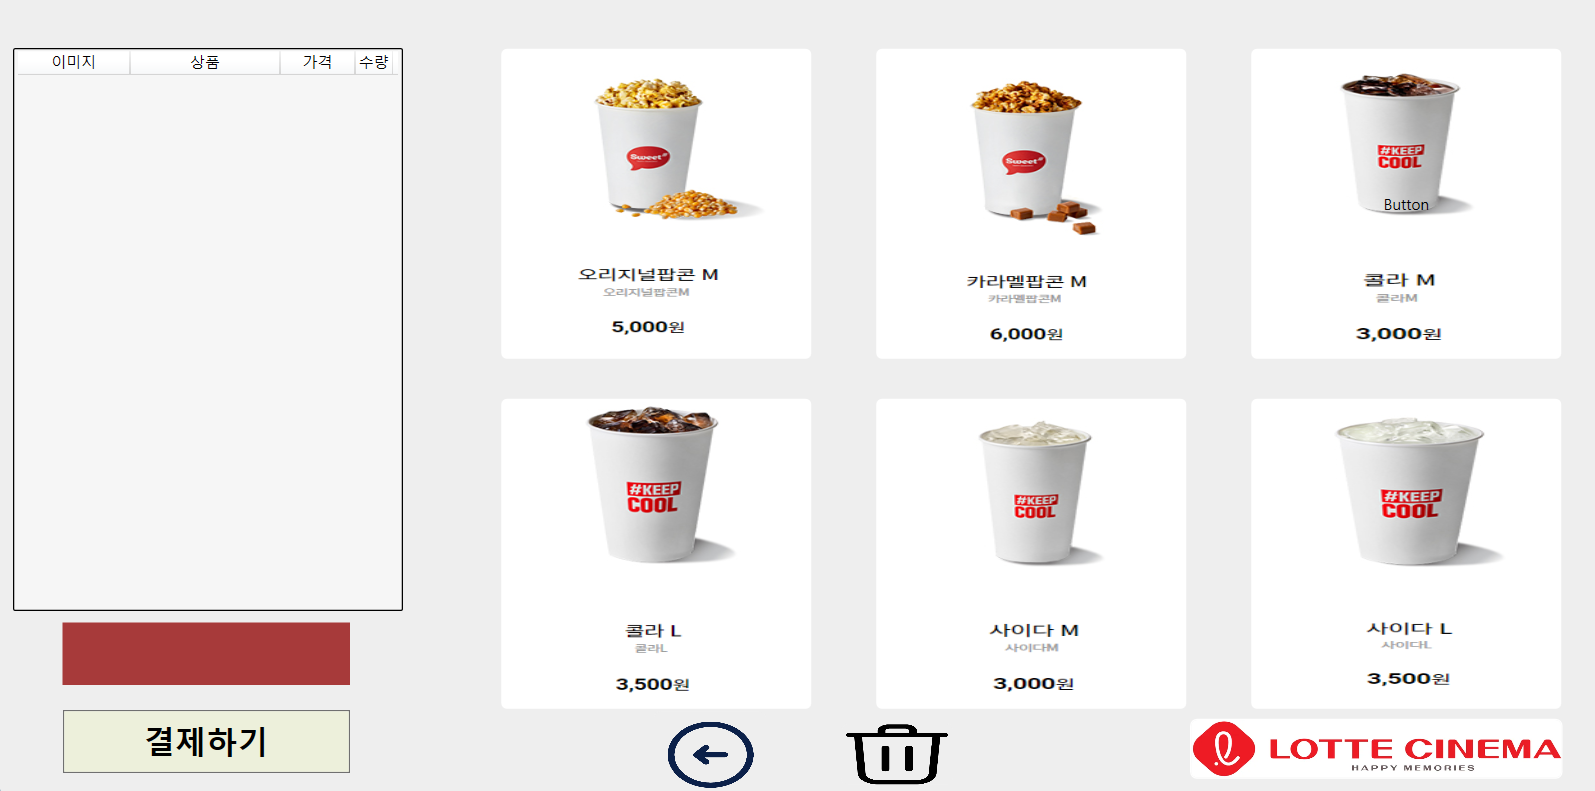 이미지 상품 가격 수량
Sweet
오리지널팝콘 M
오리지널팝콘M
5,000원
Sweet
카라멜팝콘 M
카라멜팝콘M
6,000원
#KEEP
COOL
Button
콜라 M
콜라M
3,000원
#KEEP
COOL
콜라 L
콜라L
3,500원
#KEEP
COOL
사이다 M
사이다M
3,000원
#KEEP
COOL
사이다 L
사이다L
3,500원
결제하기
LOTTE CINEMA
HAPPY MEMORIES